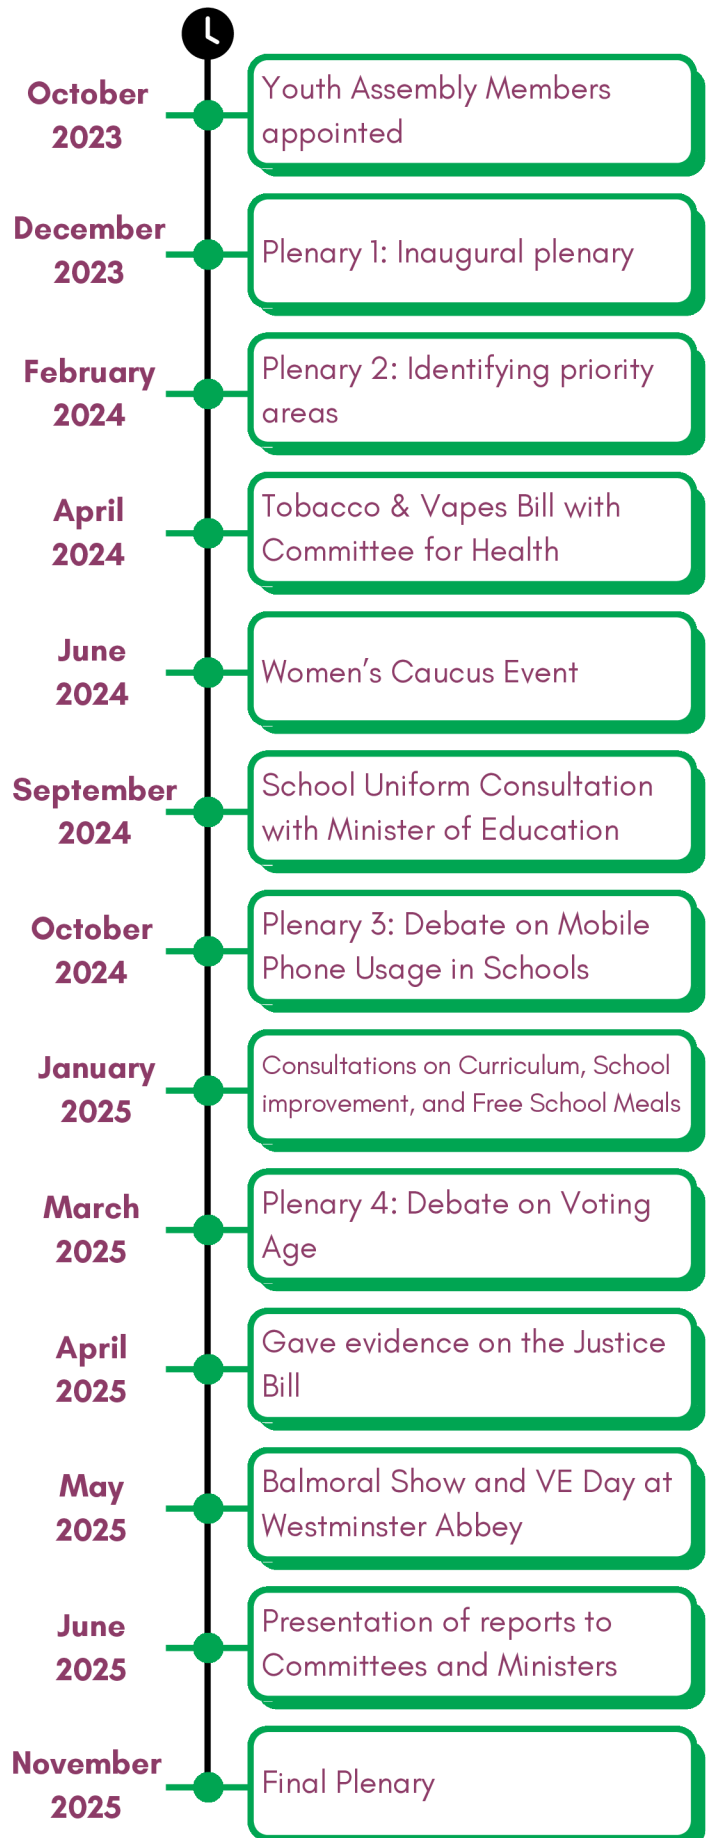 October
2023
Youth Assembly Members
appointed
December
2023
Plenary 1: Inaugural plenary
February
2024
Plenary 2: Identifying priority
areas
April
2024
Tobacco & Vapes Bill with
Committee for Health
June
2024
Women’s Caucus Event
September
2024
School Uniform Consultation
with Minister of Education
October
2024
Plenary 3: Debate on Mobile
Phone Usage in Schools
January
2025
Consultations on Curriculum, School
improvement, and Free School Meals
March
2025
Plenary 4: Debate on Voting
Age
April
2025
Gave evidence on the Justice
Bill
May
2025
Balmoral Show and VE Day at
Westminster Abbey
June
2025
Presentation of reports to
Committees and Ministers
November
2025
Final Plenary